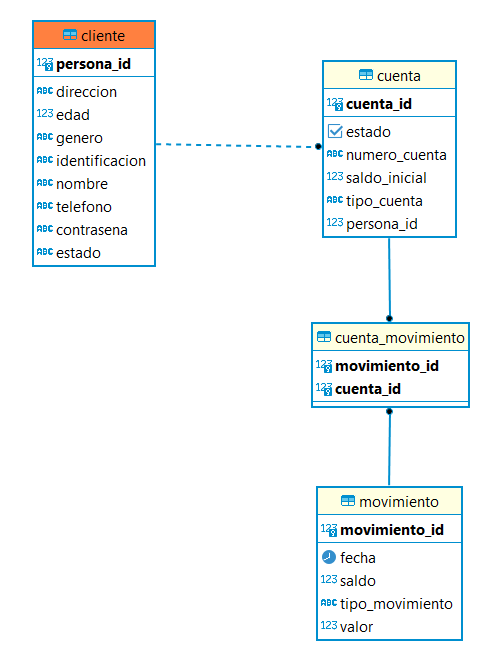 cliente
123 persona_id
ABC direccion
123 edad
ABC genero
ABC identificacion
ABC nombre
ABC telefono
ABC contrasena
ABC estado
cuenta
123 cuenta_id
estado
ABC numero_cuenta
123 saldo_inicial
ABC tipo_cuenta
123 persona_id
cuenta_movimiento
123 movimiento_id
123 cuenta_id
movimiento
123 movimiento_id
fecha
123 saldo
ABC tipo_movimiento
123 valor